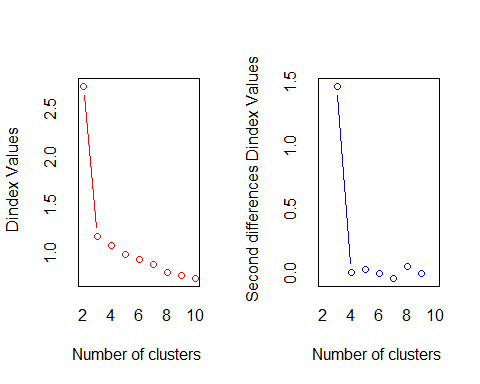 Dindex Values
2.5
2.0
1.5
1.0
2 4 6 8 10
Number of clusters
Second differences Dindex Values
1.5
1.0
0.5
0.0
2 4 6 8 10
Number of clusters